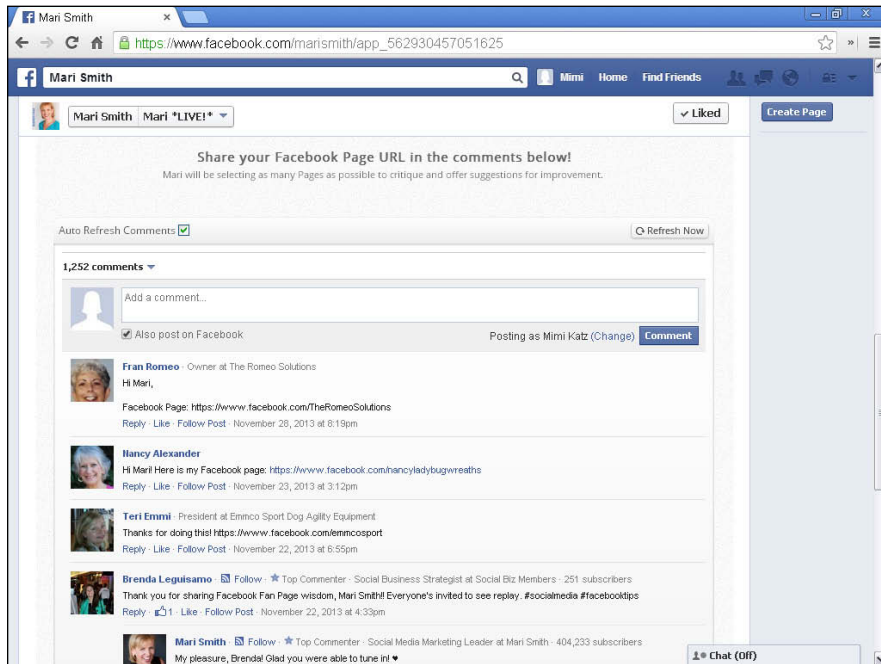 Mari Smith
https://www.facebook.com/marismith/app_562930457051625
Mari Smith
Mimi Home Find Friends
Mari Smith Mari *LIVE!*
Liked
Create Page
Share your Facebook Page URL in the comments below!
Mari will be selecting as many Pages as possible to critique and offer suggestions for improvement.
Auto Refresh Comments
Refresh Now
1,252 comments
Add a comment...
Also post on Facebook
Posting as Mimi Katz (Change) Comment
Fran Romeo · Owner at The Romeo Solutions
Hi Mari,
Facebook Page: https://www.facebook.com/TheRomeoSolutions
Reply · Like · Follow Post · November 28, 2013 at 8:19pm
Nancy Alexander
Hi Mari! Here is my Facebook page: https://www.facebook.com/nancyladybugwreaths
Reply · Like · Follow Post · November 23, 2013 at 3:12pm
Teri Emmi · President at Emmco Sport Dog Agility Equipment
Thanks for doing this! https://www.facebook.com/emmcosport
Reply · Like · Follow Post · November 22, 2013 at 6:55pm
Brenda Leguisamo · Follow · Top Commenter · Social Business Strategist at Social Biz Members · 251 subscribers
Thank you for sharing Facebook Fan Page wisdom, Mari Smith!! Everyone's invited to see replay. #socialmedia #facebooktips
Reply · 1 · Like · Follow Post · November 22, 2013 at 4:33pm
Mari Smith · Follow · Top Commenter · Social Media Marketing Leader at Mari Smith · 404,233 subscribers
My pleasure, Brenda! Glad you were able to tune in! ♥
Chat (Off)